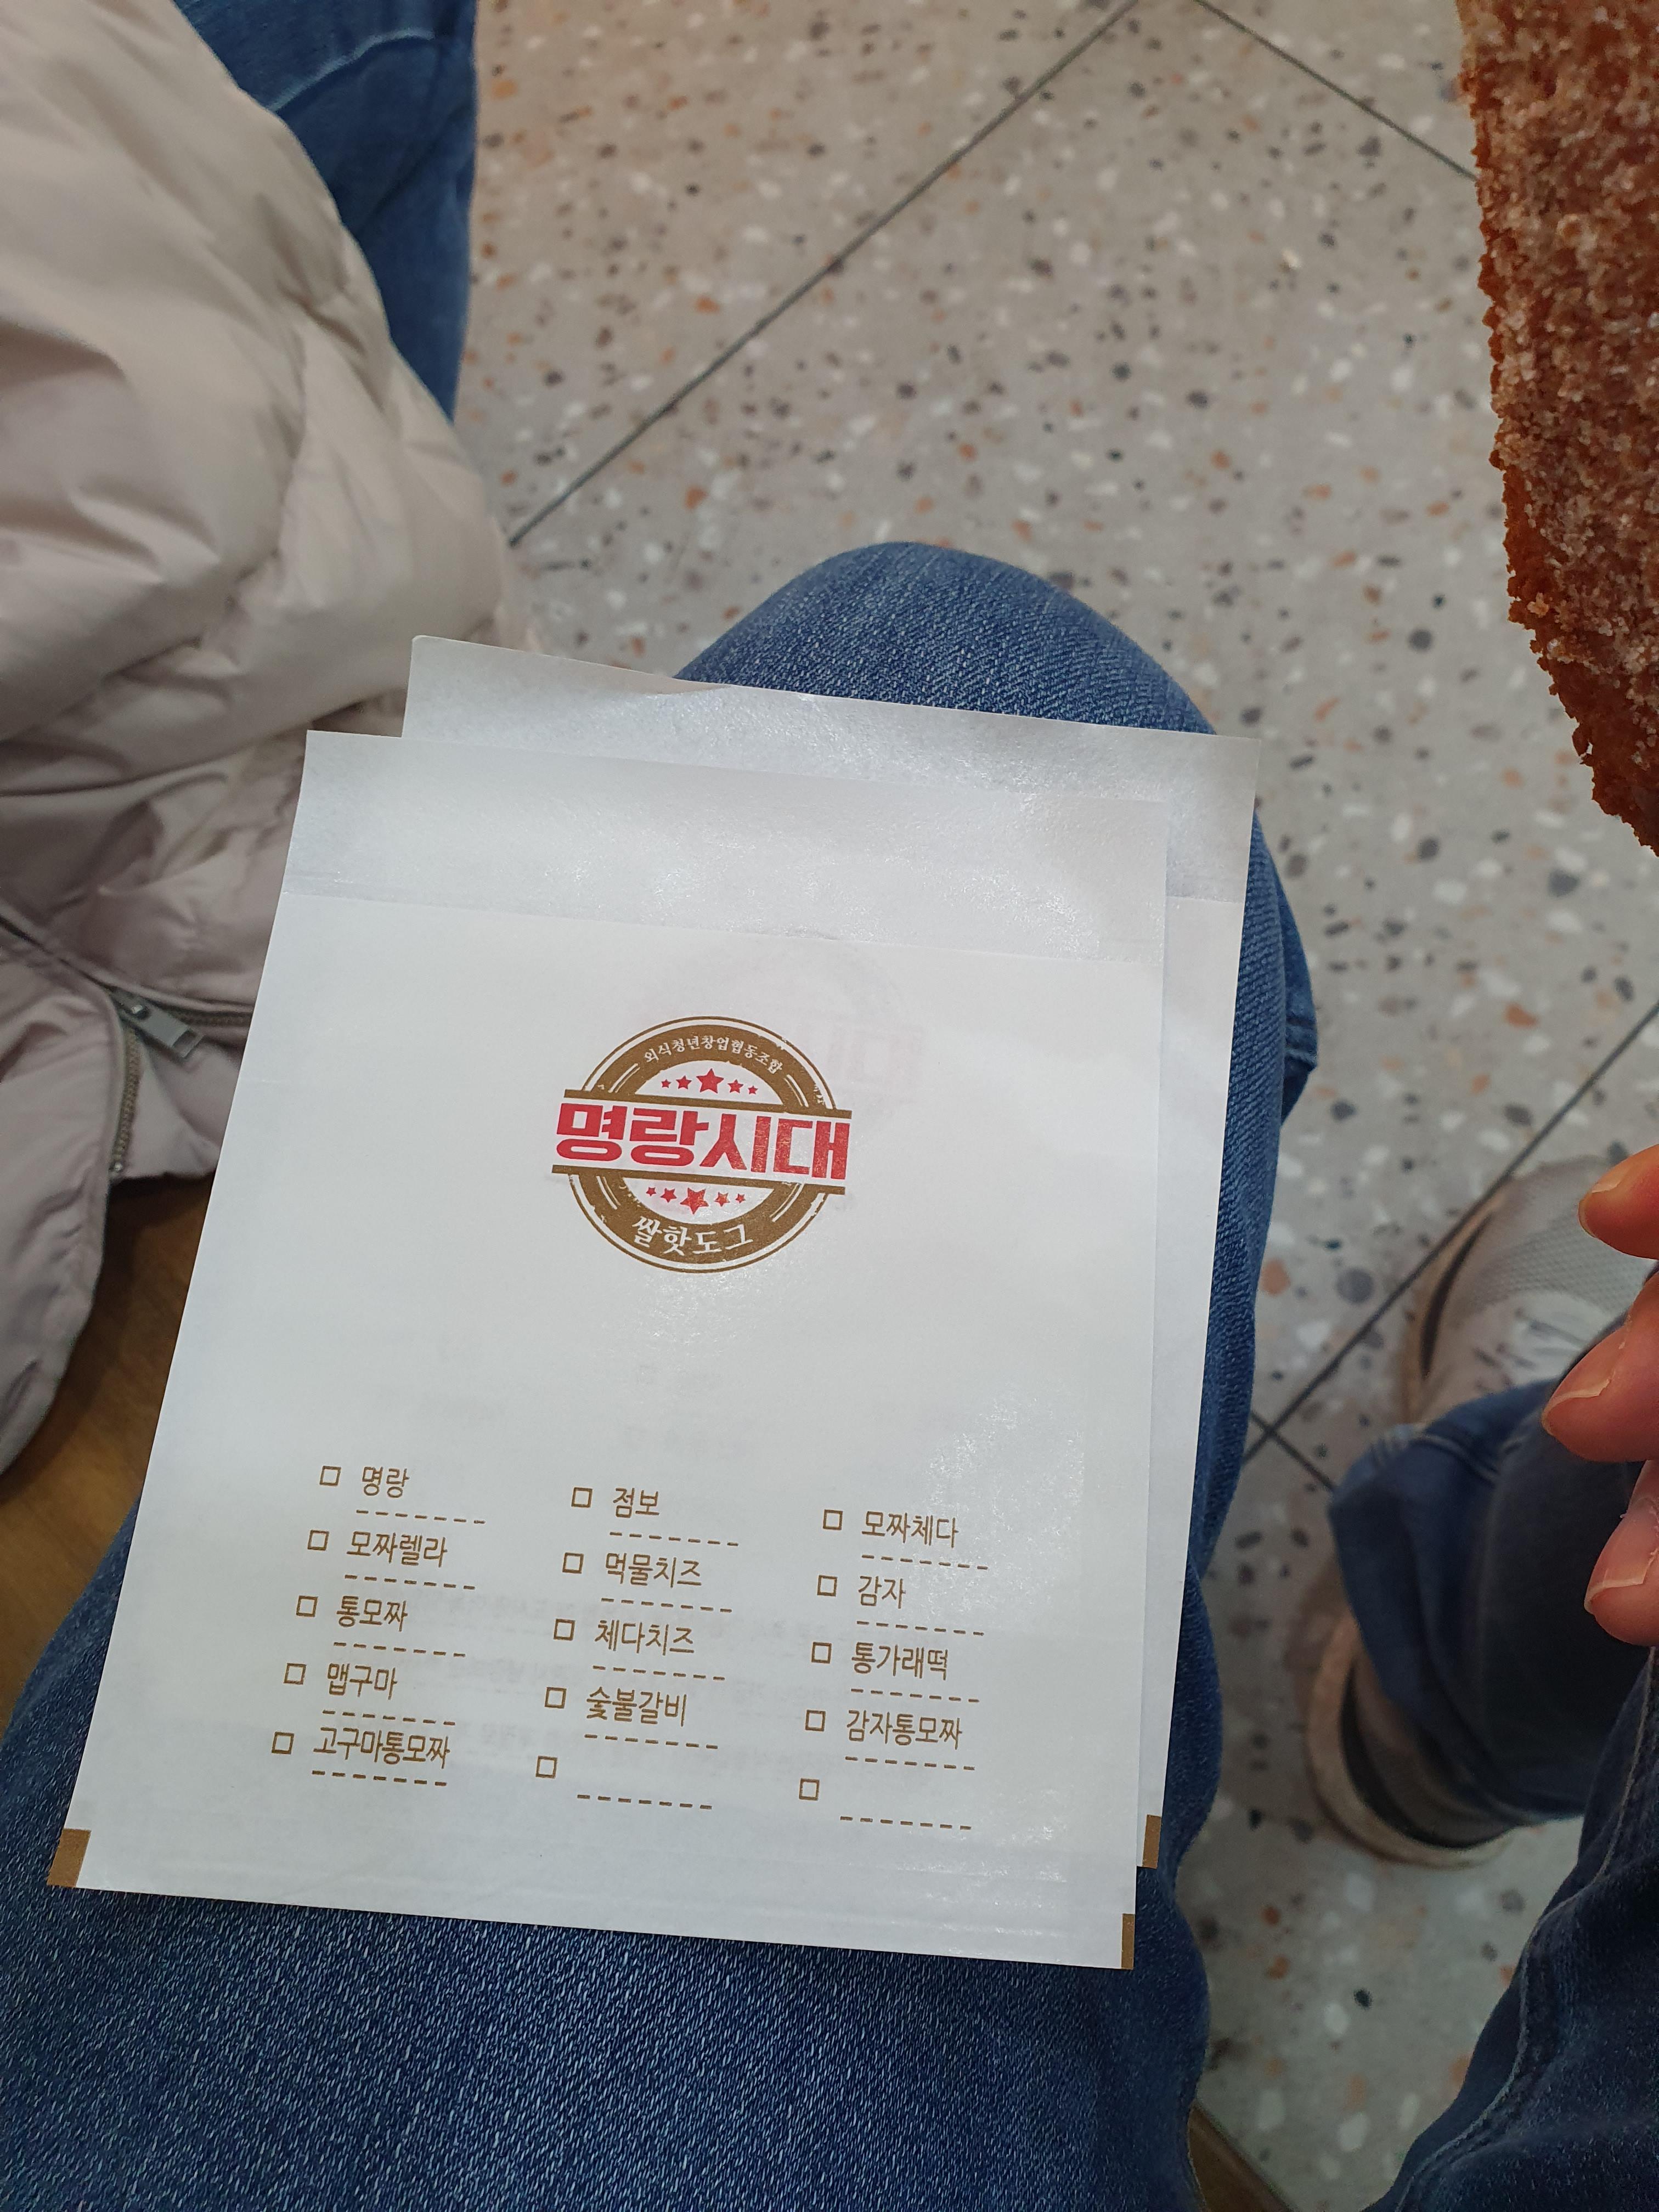 외식청년창업협동조합
명랑시대
쌀핫도그
□ 명랑
□ 모짜렐라
□ 통모짜
□ 맵구마
□ 고구마통모짜
□ 점보
□ 먹물치즈
□ 체다치즈
□ 숯불갈비
□
□ 모짜체다
□ 감자
□ 통가래떡
□ 감자통모짜
□